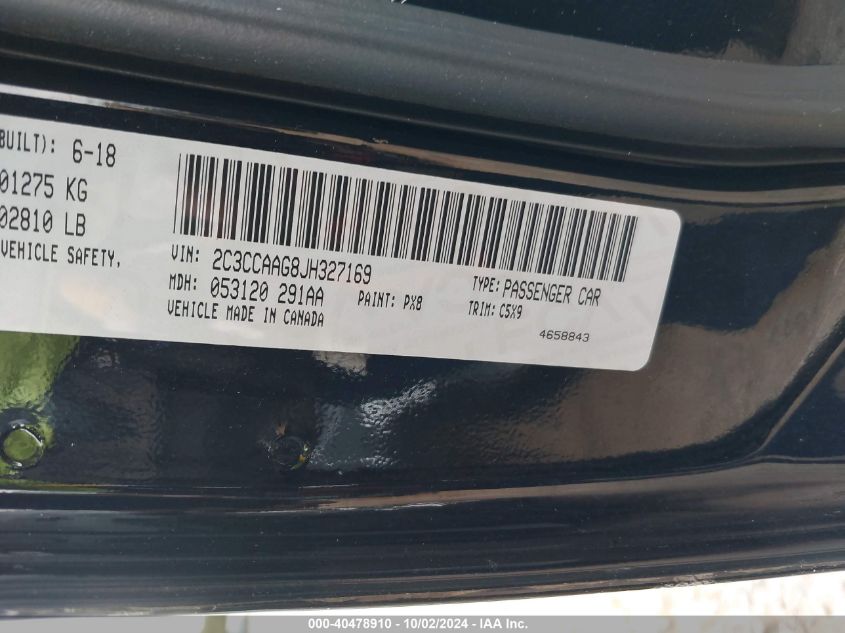 BUILT): 6-18
01275 KG
02810 LB
VEHICLE SAFETY,
VIN: 2C3CCAAG8JH327169
TYPE: PASSENGER CAR
MDH: 053120 291AA
PAINT: PX8
TRIM: C5X9
VEHICLE MADE IN CANADA
4658843
000-40478910 - 10/02/2024 - IAA Inc.